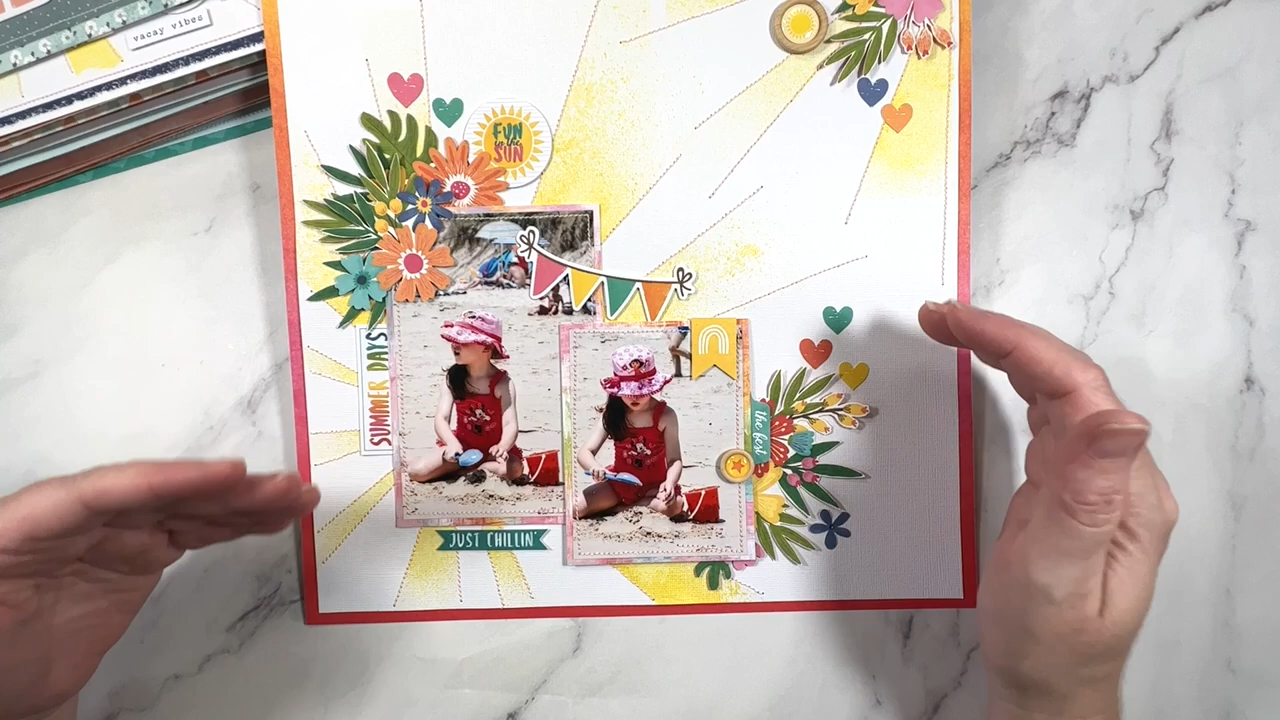 vacay vibes
FUN
in the
SUN
SUMMER DAYS
the best
JUST CHILLIN'